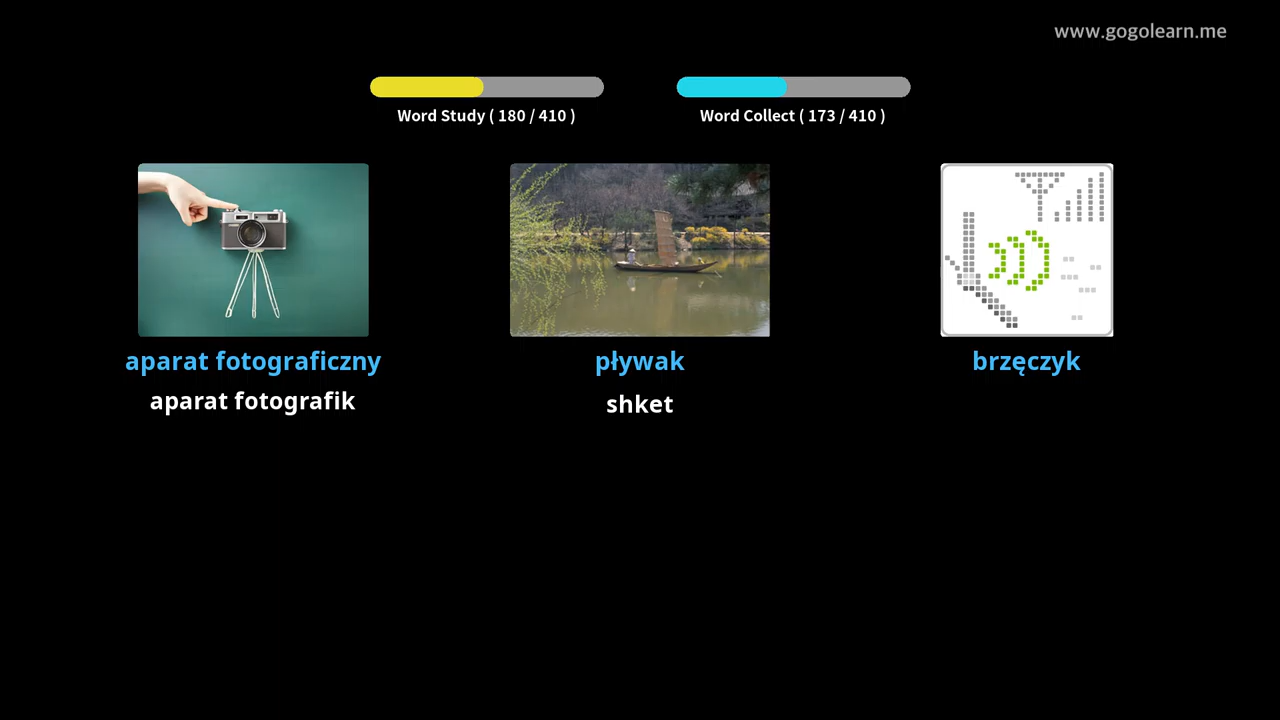 www.gogolearn.me
Word Study ( 180 / 410 )
Word Collect ( 173 / 410 )
aparat fotograficzny
pływak
brzęczyk
aparat fotografik
shket